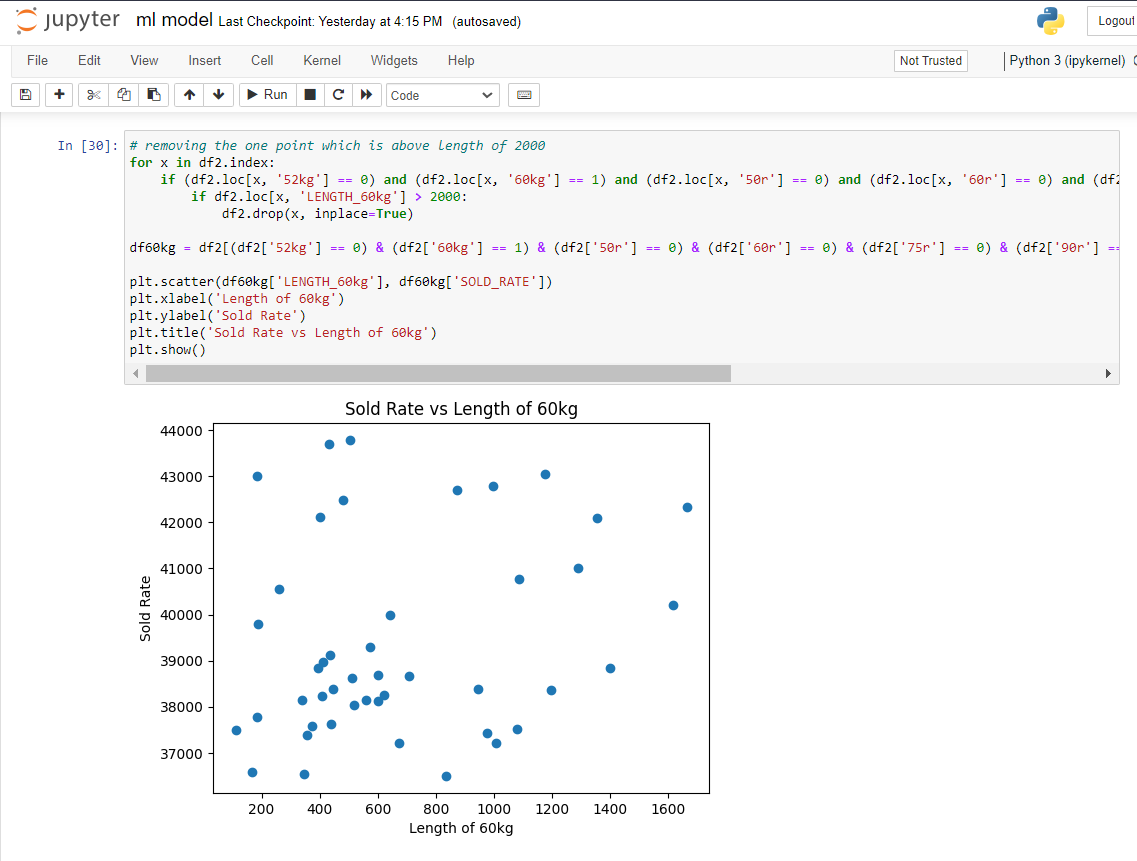 jupyter ml model Last Checkpoint: Yesterday at 4:15 PM (autosaved) Logout
File Edit View Insert Cell Kernel Widgets Help Not Trusted Python 3 (ipykernel)
Run Code
In [30]: # removing the one point which is above length of 2000
for x in df2.index:
if (df2.loc[x, '52kg'] == 0) and (df2.loc[x, '60kg'] == 1) and (df2.loc[x, '50r'] == 0) and (df2.loc[x, '60r'] == 0) and (df2
if df2.loc[x, 'LENGTH_60kg'] > 2000:
df2.drop(x, inplace=True)
df60kg = df2[(df2['52kg'] == 0) & (df2['60kg'] == 1) & (df2['50r'] == 0) & (df2['60r'] == 0) & (df2['75r'] == 0) & (df2['90r'] ==
plt.scatter(df60kg['LENGTH_60kg'], df60kg['SOLD_RATE'])
plt.xlabel('Length of 60kg')
plt.ylabel('Sold Rate')
plt.title('Sold Rate vs Length of 60kg')
plt.show()
Sold Rate vs Length of 60kg
44000
43000
42000
41000
40000
39000
38000
37000
Sold Rate
200 400 600 800 1000 1200 1400 1600
Length of 60kg